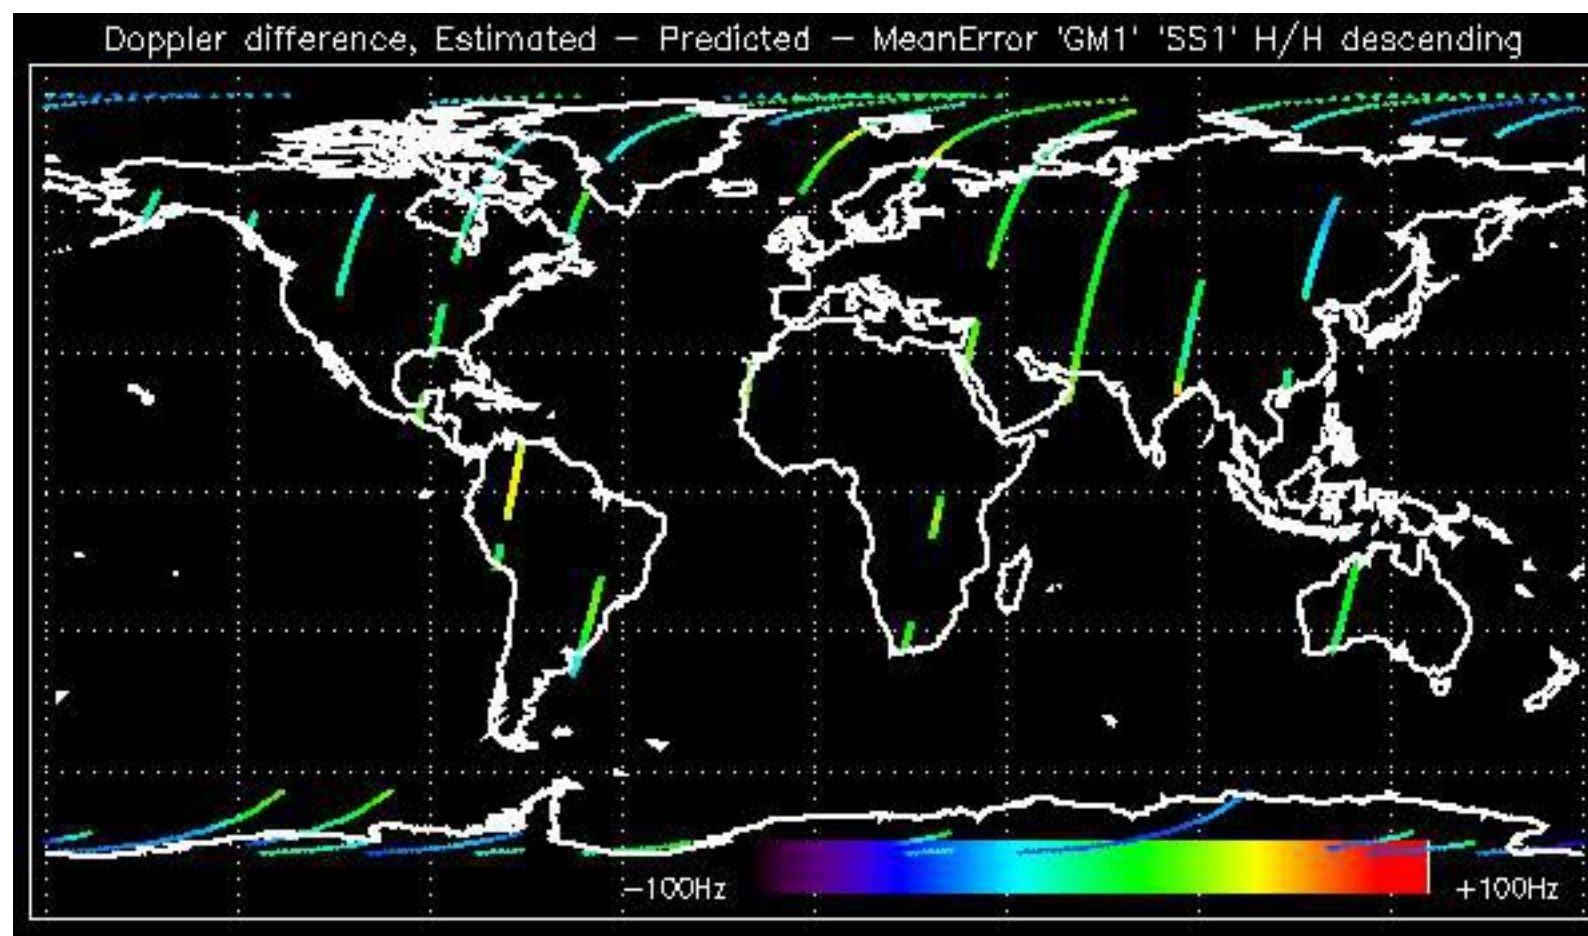 Doppler difference, Estimated – Predicted – MeanError 'GM1' 'SS1' H/H descending
–100Hz +100Hz